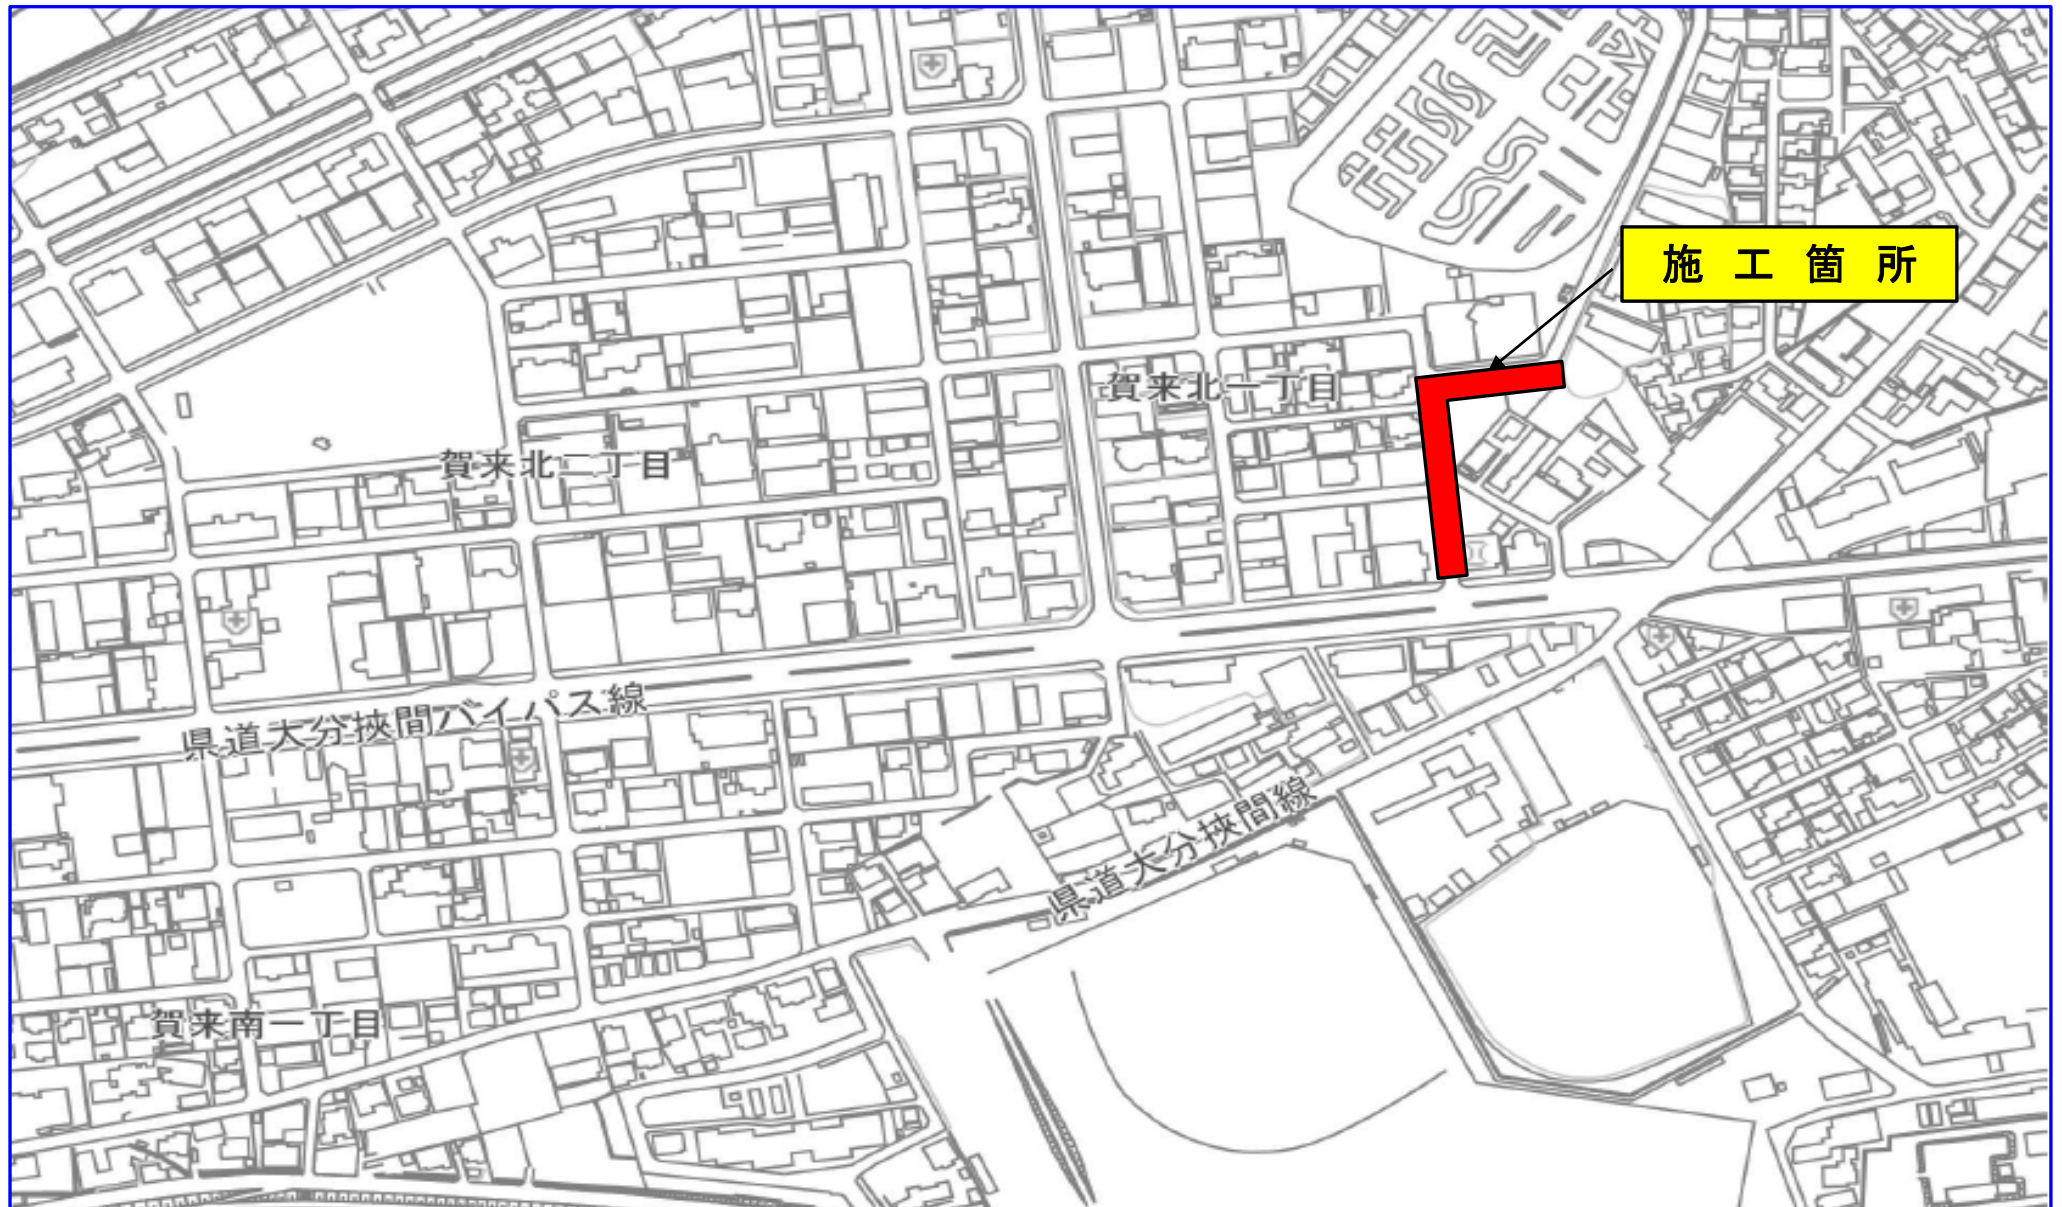 施工箇所
賀来北一丁目
賀来北二丁目
県道大分挾間バイパス線
県道大分挾間線
賀来南一丁目